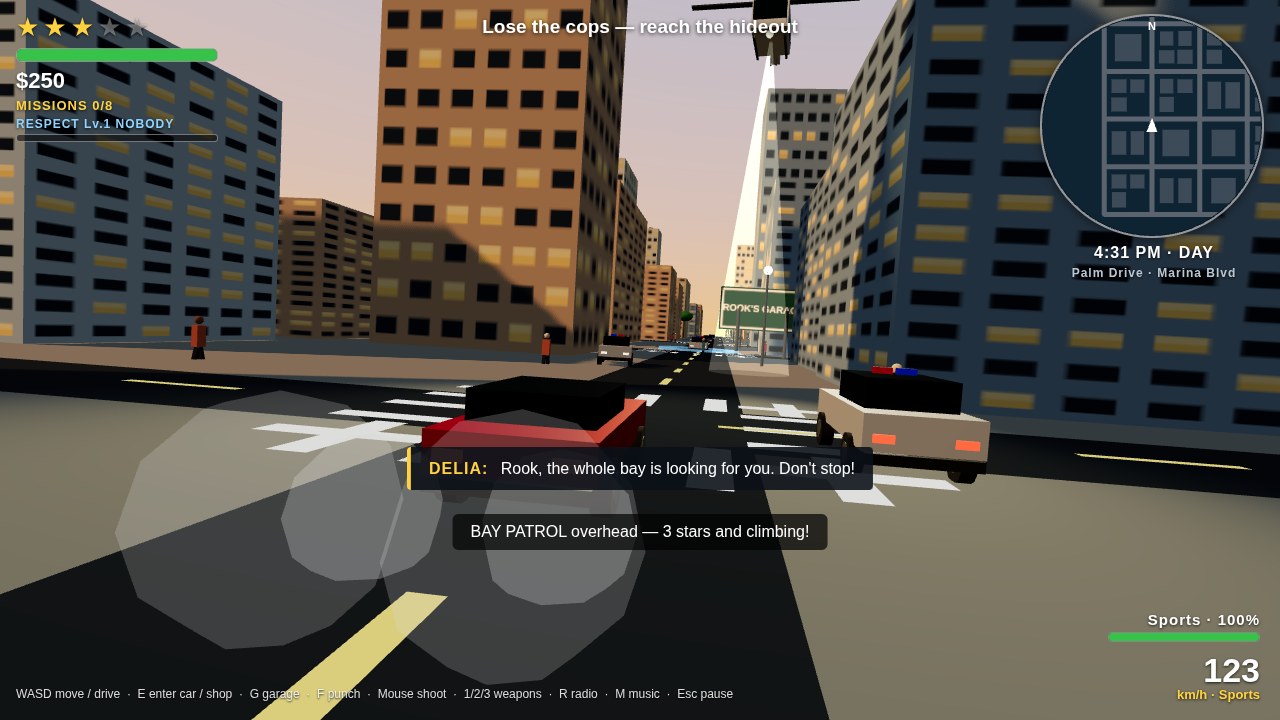 Lose the cops — reach the hideout
$250
MISSIONS 0/8
RESPECT Lv.1 NOBODY
N
4:31 PM · DAY
Palm Drive · Marina Blvd
ROOK'S GARAG
DELIA: Rook, the whole bay is looking for you. Don't stop!
BAY PATROL overhead — 3 stars and climbing!
Sports · 100%
123
km/h · Sports
WASD move / drive · E enter car / shop · G garage · F punch · Mouse shoot · 1/2/3 weapons · R radio · M music · Esc pause